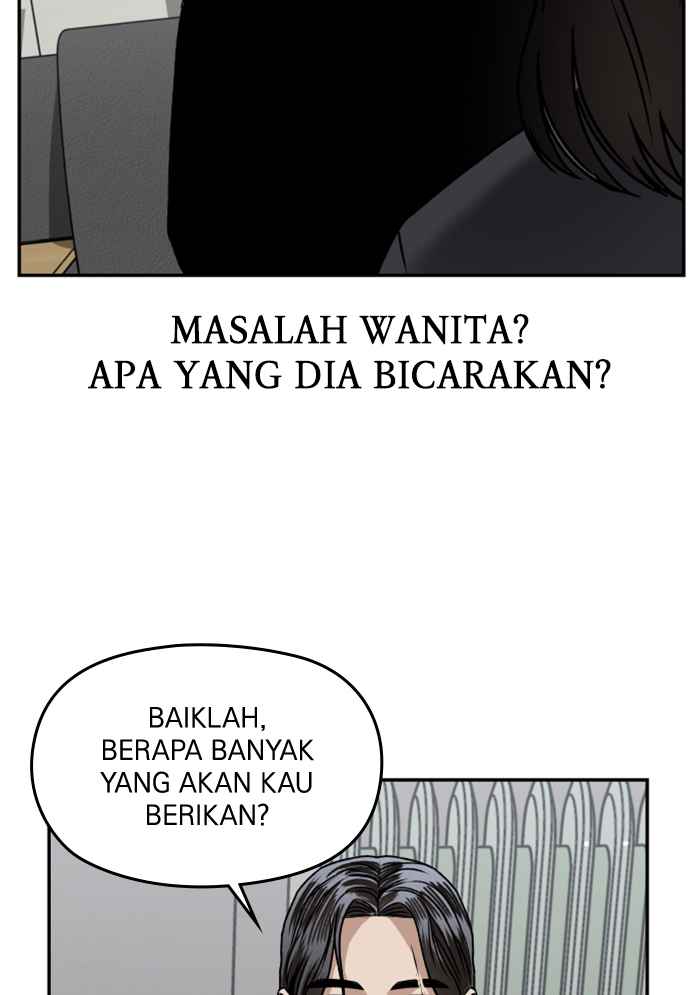 MASALAH WANITA?
APA YANG DIA BICARAKAN?
BAIKLAH,
BERAPA BANYAK
YANG AKAN KAU
BERIKAN?